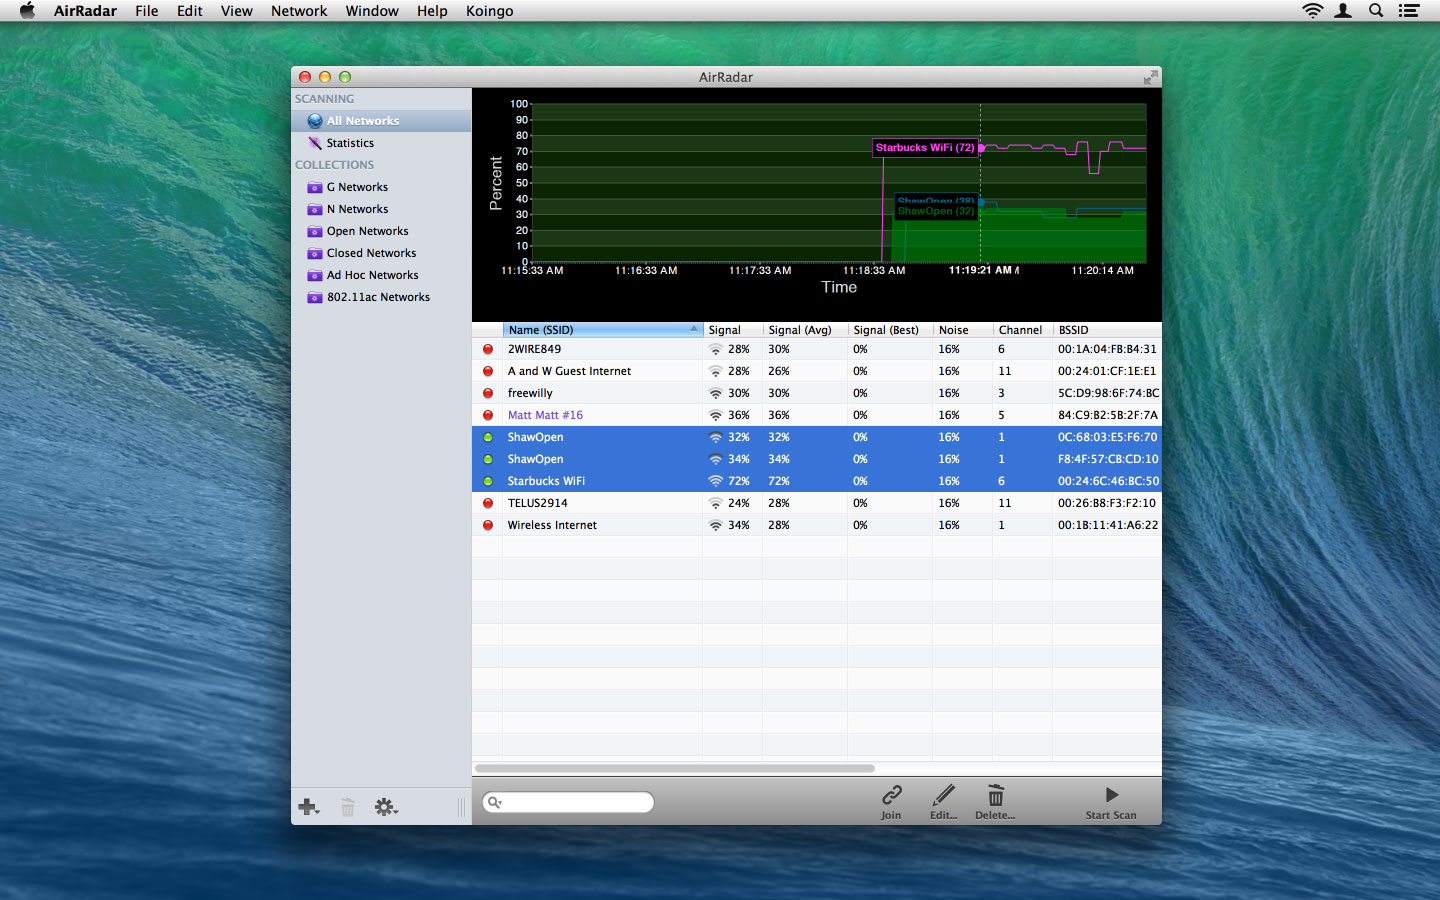 AirRadar File Edit View Network Window Help Koingo
AirRadar
SCANNING
All Networks
Statistics
COLLECTIONS
G Networks
N Networks
Open Networks
Closed Networks
Ad Hoc Networks
802.11ac Networks
Percent
100
90
80
70
60
50
40
30
20
10
0
Starbucks WiFi (72)
ShawOpen (38)
ShawOpen (32)
11:15:33 AM 11:16:33 AM 11:17:33 AM 11:18:33 AM 11:19:21 AM 11:20:14 AM
Time
Name (SSID) Signal Signal (Avg) Signal (Best) Noise Channel BSSID
2WIRE849 28% 30% 0% 16% 6 00:1A:04:FB:B4:31
A and W Guest Internet 28% 26% 0% 16% 11 00:24:01:CF:1E:E1
freewilly 30% 30% 0% 16% 3 5C:D9:98:6F:74:BC
Matt Matt #16 36% 36% 0% 16% 5 84:C9:B2:5B:2F:7A
ShawOpen 32% 32% 0% 16% 1 0C:68:03:E5:F6:70
ShawOpen 34% 34% 0% 16% 1 F8:4F:57:CB:CD:10
Starbucks WiFi 72% 72% 0% 16% 6 00:24:6C:46:BC:50
TELUS2914 24% 28% 0% 16% 11 00:26:B8:F3:F2:10
Wireless Internet 34% 28% 0% 16% 1 00:1B:11:41:A6:22
Join Edit... Delete... Start Scan